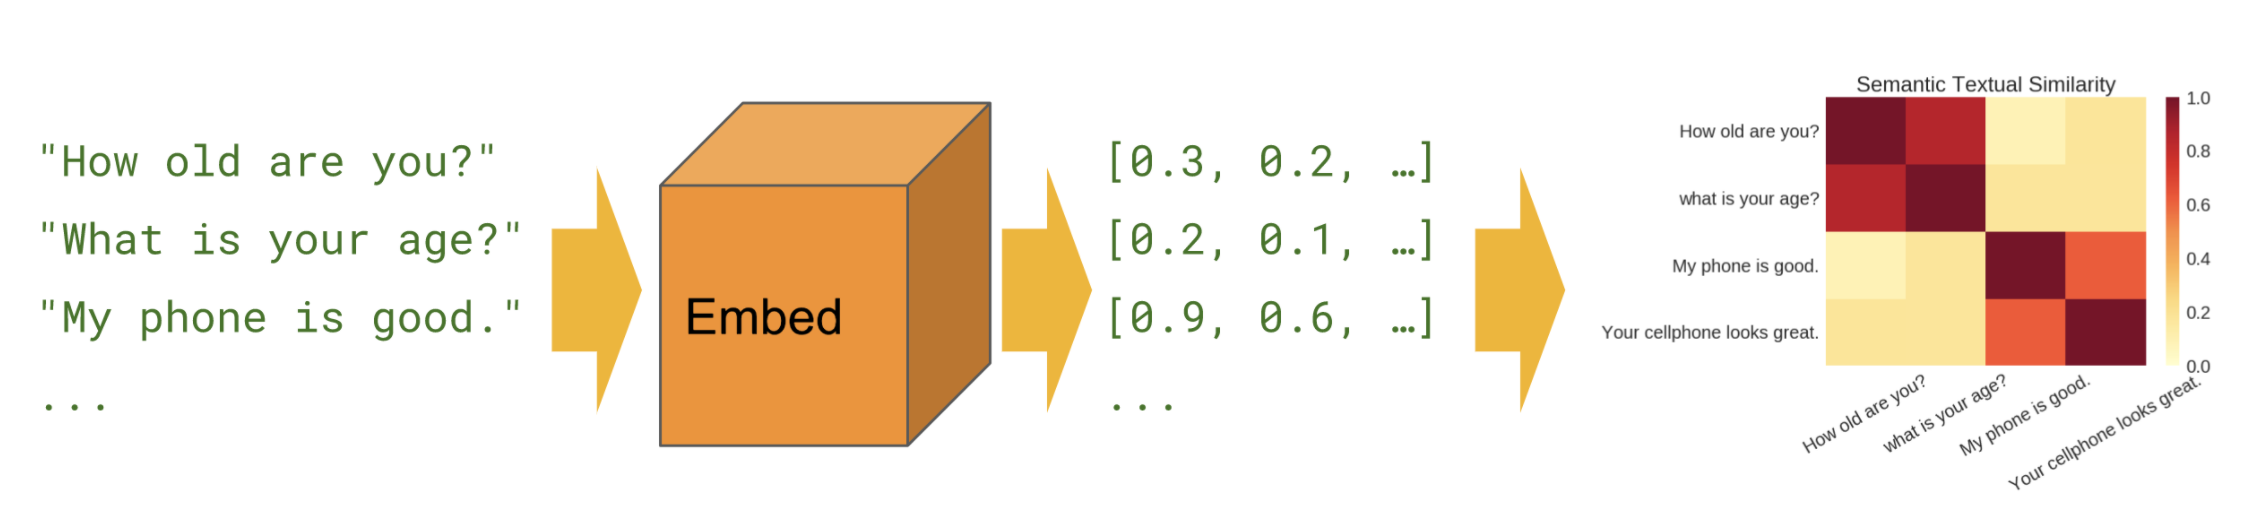 "How old are you?"
"What is your age?"
"My phone is good."
...
Embed
[0.3, 0.2, …]
[0.2, 0.1, …]
[0.9, 0.6, …]
...
Semantic Textual Similarity
How old are you?
what is your age?
My phone is good.
Your cellphone looks great.
How old are you?
what is your age?
My phone is good.
Your cellphone looks great.
1.0
0.8
0.6
0.4
0.2
0.0